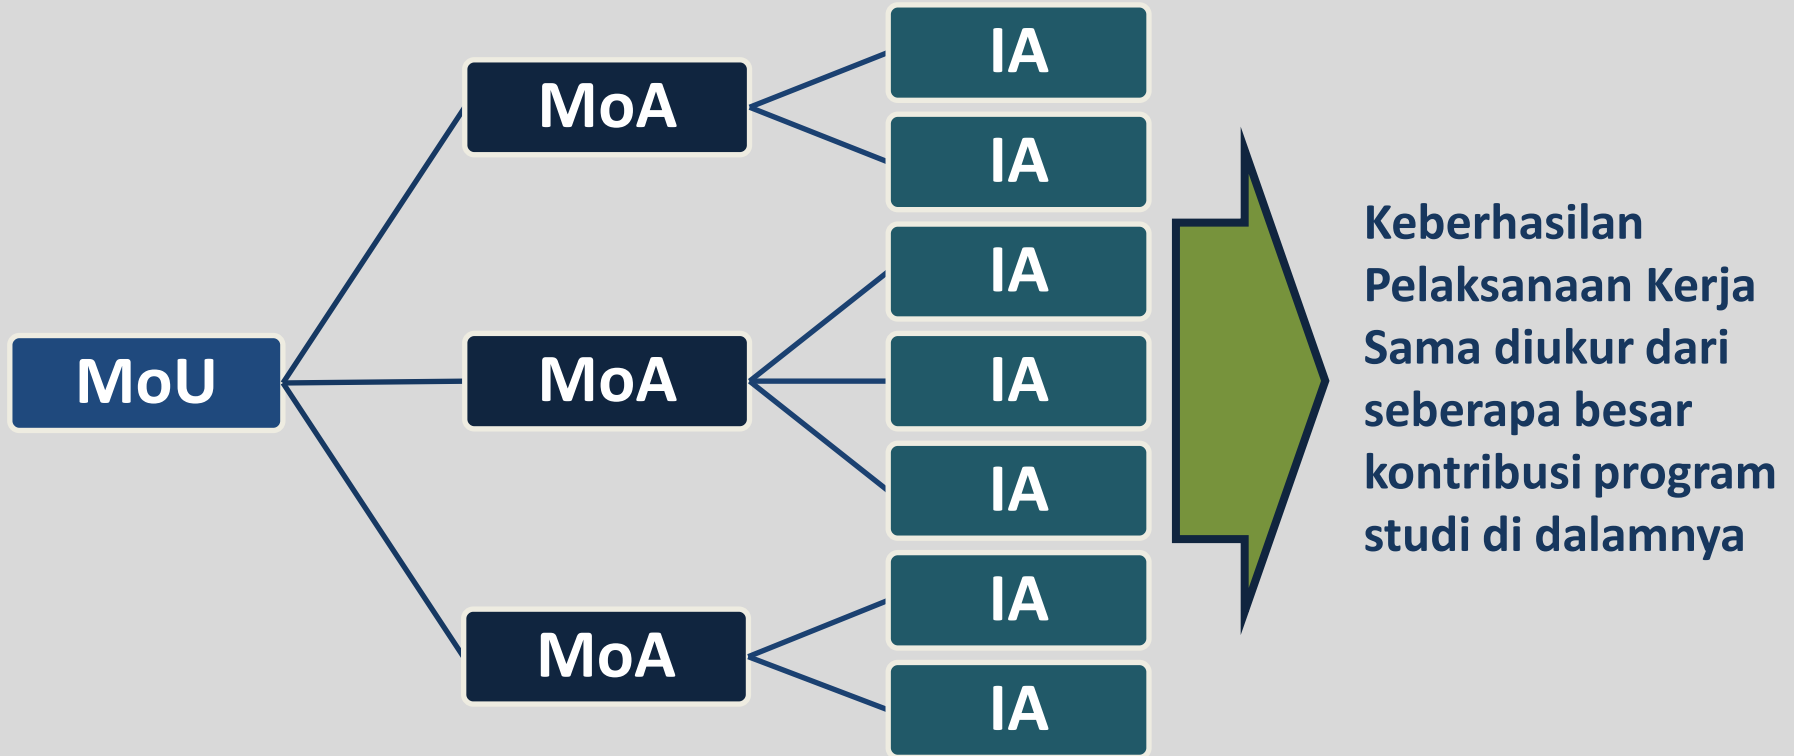 MoU
MoA
MoA
MoA
IA
IA
IA
IA
IA
IA
IA
Keberhasilan
Pelaksanaan Kerja
Sama diukur dari
seberapa besar
kontribusi program
studi di dalamnya